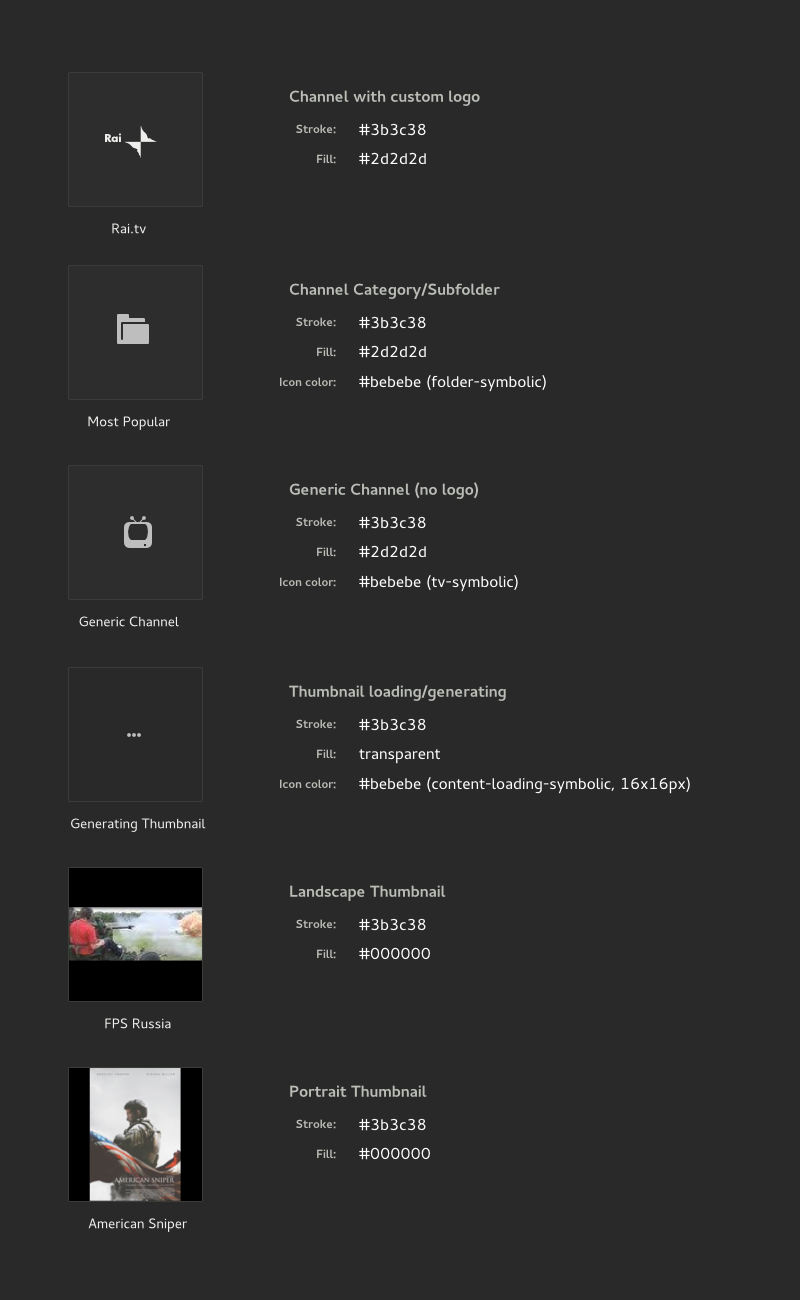 Channel with custom logo
Stroke: #3b3c38
Fill: #2d2d2d
Rai
Rai.tv
Channel Category/Subfolder
Stroke: #3b3c38
Fill: #2d2d2d
Icon color: #bebebe (folder-symbolic)
Most Popular
Generic Channel (no logo)
Stroke: #3b3c38
Fill: #2d2d2d
Icon color: #bebebe (tv-symbolic)
Generic Channel
Thumbnail loading/generating
Stroke: #3b3c38
Fill: transparent
Icon color: #bebebe (content-loading-symbolic, 16x16px)
Generating Thumbnail
Landscape Thumbnail
Stroke: #3b3c38
Fill: #000000
FPS Russia
Portrait Thumbnail
Stroke: #3b3c38
Fill: #000000
AMERICAN SNIPER
American Sniper